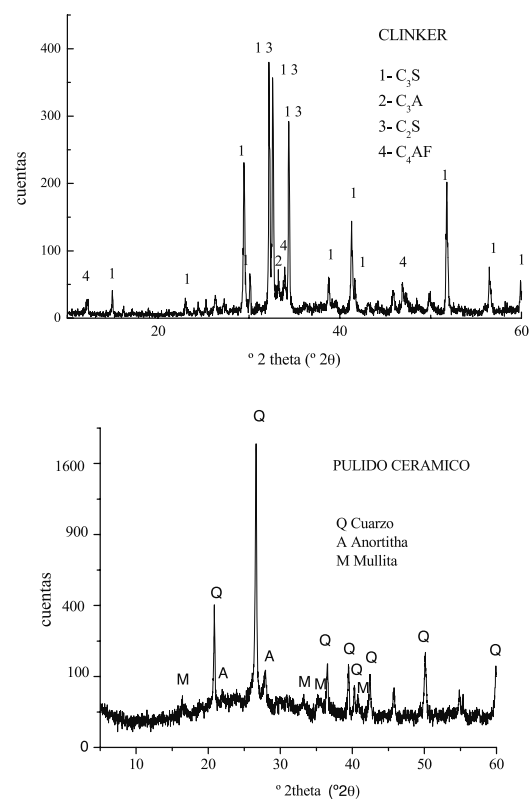 CLINKER
1- C₃S
2- C₃A
3- C₂S
4- C₄AF
400
300
200
100
0
cuentas
1 3
1 3
1 3
1
1
2
4
4
1
1
1
1
1
4
1
1
1
20
40
60
º 2 theta (º 2θ)
PULIDO CERAMICO
Q Cuarzo
A Anortitha
M Mullita
1600
900
400
100
0
cuentas
Q
Q
M
A
A
M
M
Q
Q
Q
M
Q
Q
Q
10
20
30
40
50
60
º 2theta (º2θ)